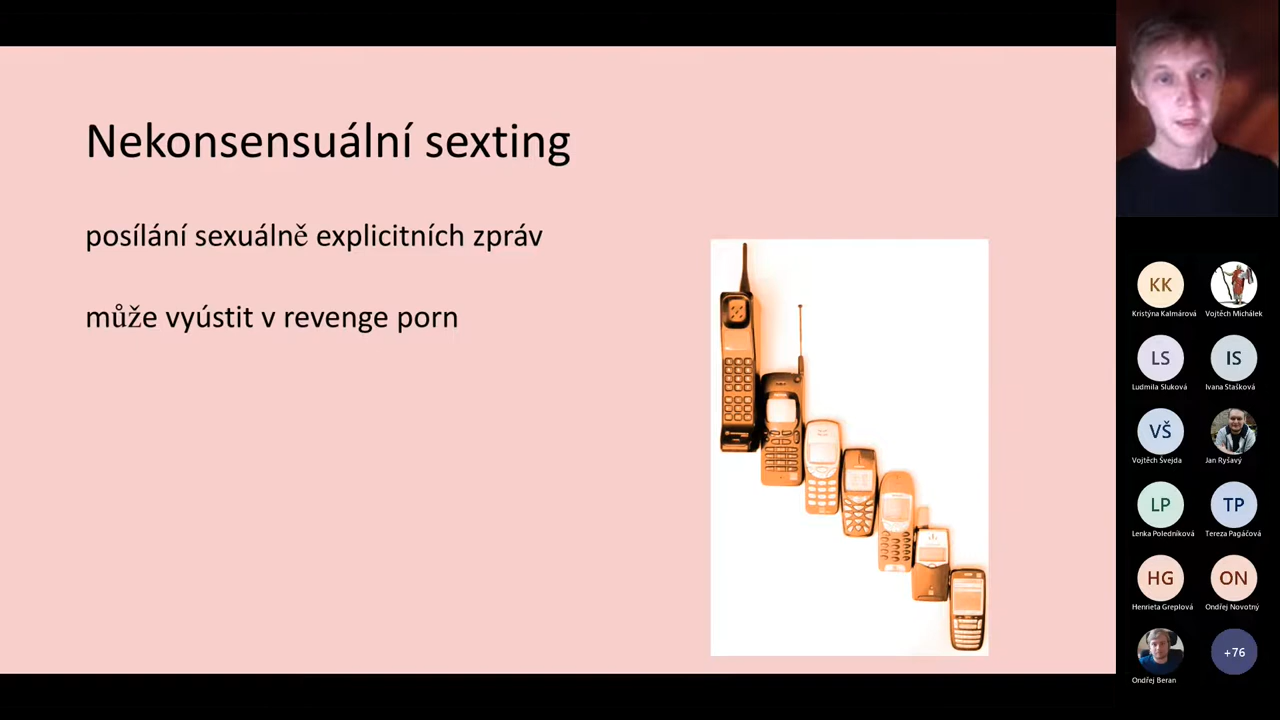 Nekonsensuální sexting
posílání sexuálně explicitních zpráv
může vyústit v revenge porn
KK
Kristýna Kalmárová
Vojtěch Michálek
LS
IS
Ludmila Sluková
Ivana Stašková
VŠ
Vojtěch Švejda
Jan Ryšavý
LP
TP
Lenka Poledníková
Tereza Pagáčová
HG
ON
Henrieta Greplová
Ondřej Novotný
+76
Ondřej Beran